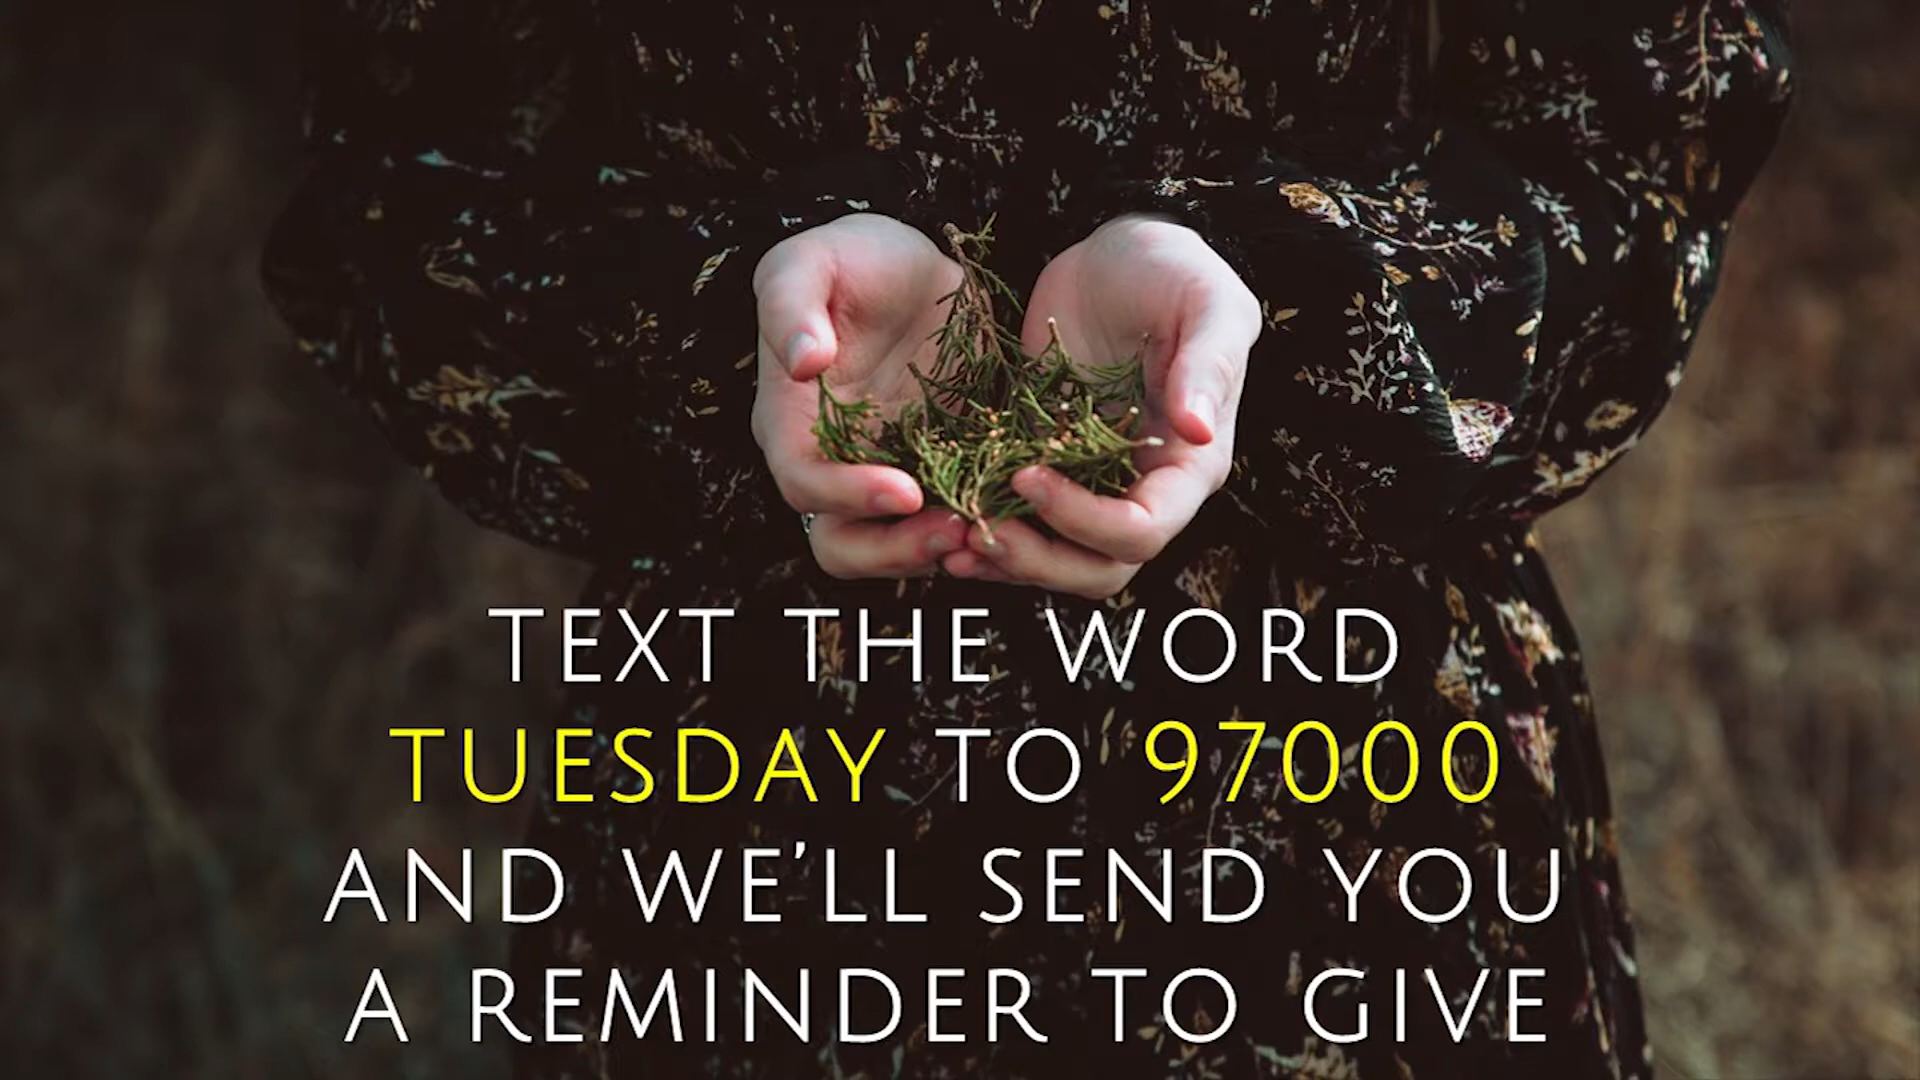 TEXT THE WORD
TUESDAY TO 97000
AND WE'LL SEND YOU
A REMINDER TO GIVE